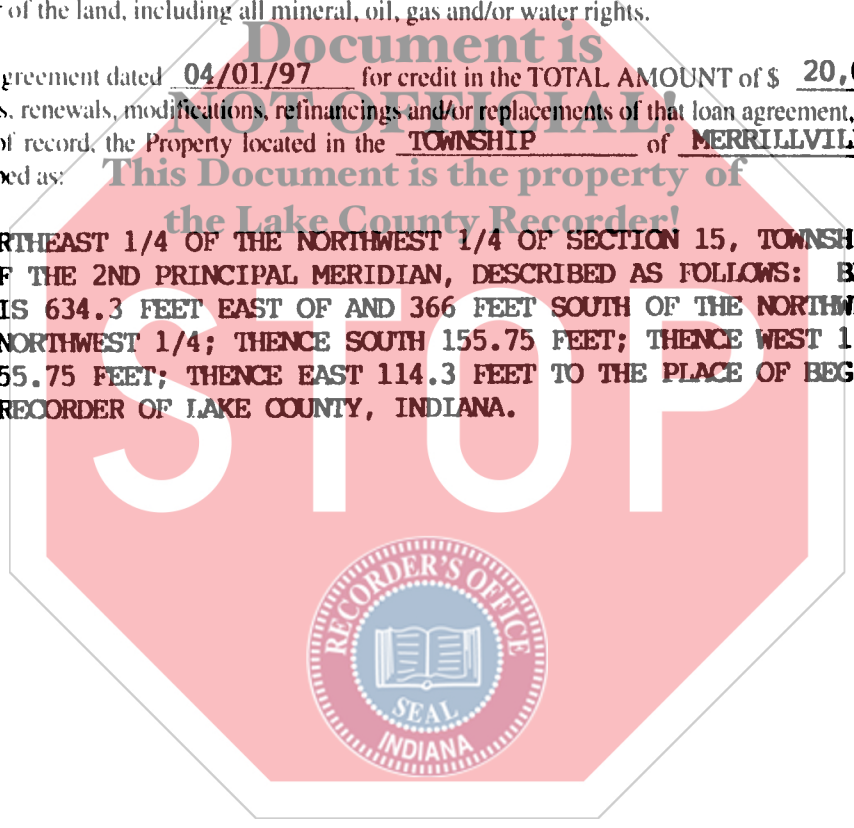 of the land, including all mineral, oil, gas and/or water rights.
Document is
greement dated 04/01/97 for credit in the TOTAL AMOUNT of $ 20,0
s, renewals, modifications, refinancings and/or replacements of that loan agreement,
NOT OFFICIAL!
of record, the Property located in the TOWNSHIP of MERRILLVIL
bed as:
This Document is the property of
the Lake County Recorder!
RTHEAST 1/4 OF THE NORTHWEST 1/4 OF SECTION 15, TOWNSH
F THE 2ND PRINCIPAL MERIDIAN, DESCRIBED AS FOLLOWS: B
IS 634.3 FEET EAST OF AND 366 FEET SOUTH OF THE NORTHW
NORTHWEST 1/4; THENCE SOUTH 155.75 FEET; THENCE WEST 1
55.75 FEET; THENCE EAST 114.3 FEET TO THE PLACE OF BEG
RECORDER OF LAKE COUNTY, INDIANA.
STOP
RECORDER'S OFFICE
SEAL
INDIANA